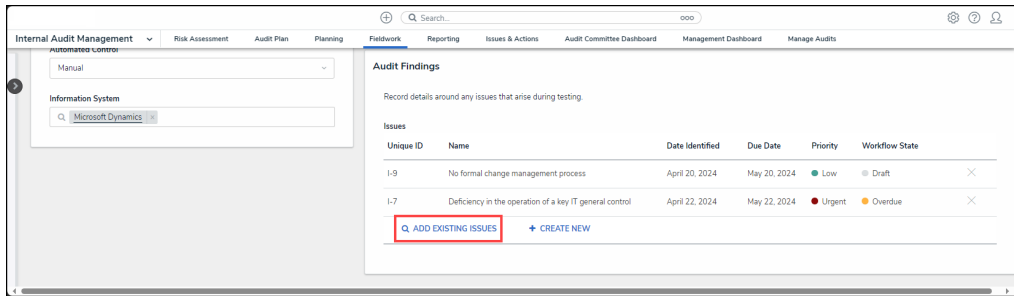 Search...
Internal Audit Management Risk Assessment Audit Plan Planning Fieldwork Reporting Issues & Actions Audit Committee Dashboard Management Dashboard Manage Audits
Automated Control
Manual
Information System
Microsoft Dynamics ×
Audit Findings
Record details around any issues that arise during testing.
Issues
Unique ID Name Date Identified Due Date Priority Workflow State
I-9 No formal change management process April 20, 2024 May 20, 2024 Low Draft
I-7 Deficiency in the operation of a key IT general control April 22, 2024 May 22, 2024 Urgent Overdue
ADD EXISTING ISSUES + CREATE NEW